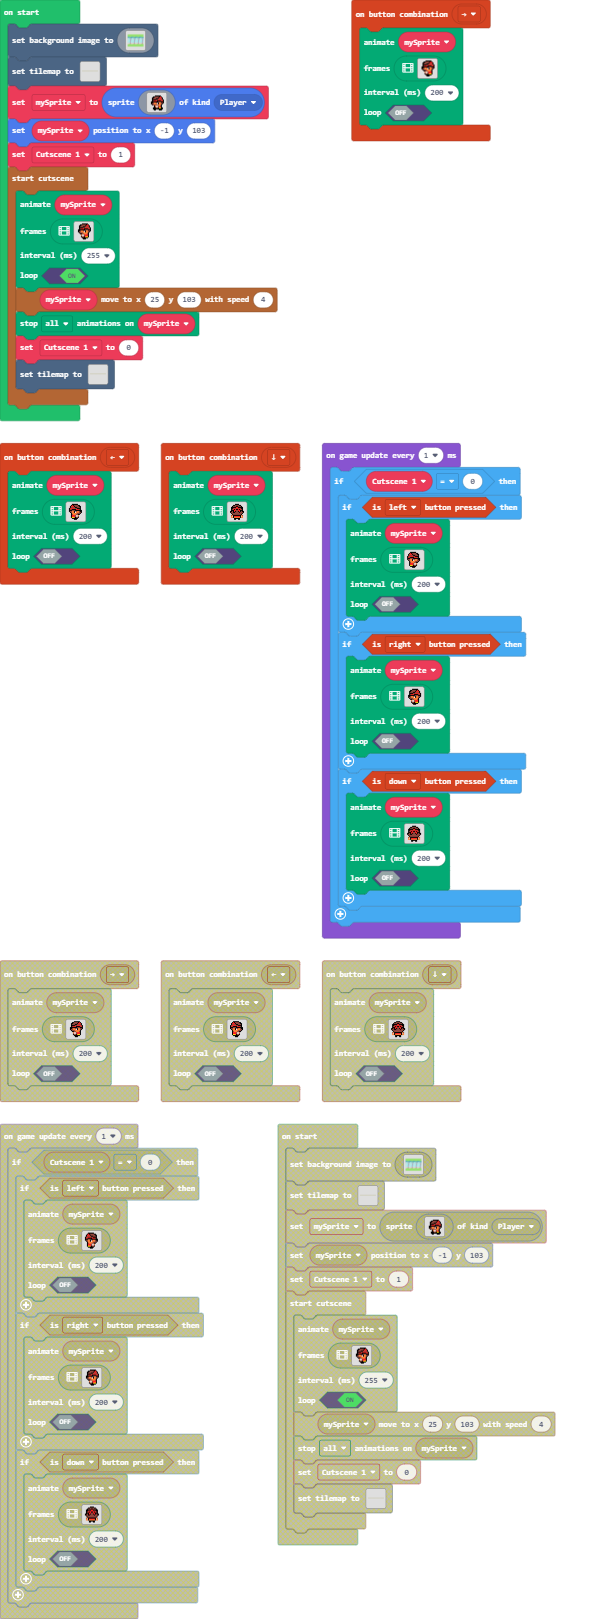 on start
set background image to
set tilemap to
set mySprite to sprite of kind Player
set mySprite position to x -1 y 103
set Cutscene 1 to 1
start cutscene
animate mySprite
frames
interval (ms) 255
loop ON
mySprite move to x 25 y 103 with speed 4
stop all animations on mySprite
set Cutscene 1 to 0
set tilemap to
on button combination →
animate mySprite
frames
interval (ms) 200
loop OFF
on button combination ←
animate mySprite
frames
interval (ms) 200
loop OFF
on button combination ↓
animate mySprite
frames
interval (ms) 200
loop OFF
on game update every 1 ms
if Cutscene 1 = 0 then
if is left button pressed then
animate mySprite
frames
interval (ms) 200
loop OFF
if is right button pressed then
animate mySprite
frames
interval (ms) 200
loop OFF
if is down button pressed then
animate mySprite
frames
interval (ms) 200
loop OFF
on button combination →
animate mySprite
frames
interval (ms) 200
loop OFF
on button combination ←
animate mySprite
frames
interval (ms) 200
loop OFF
on button combination ↓
animate mySprite
frames
interval (ms) 200
loop OFF
on game update every 1 ms
if Cutscene 1 = 0 then
if is left button pressed then
animate mySprite
frames
interval (ms) 200
loop OFF
if is right button pressed then
animate mySprite
frames
interval (ms) 200
loop OFF
if is down button pressed then
animate mySprite
frames
interval (ms) 200
loop OFF
on start
set background image to
set tilemap to
set mySprite to sprite of kind Player
set mySprite position to x -1 y 103
set Cutscene 1 to 1
start cutscene
animate mySprite
frames
interval (ms) 255
loop ON
mySprite move to x 25 y 103 with speed 4
stop all animations on mySprite
set Cutscene 1 to 0
set tilemap to